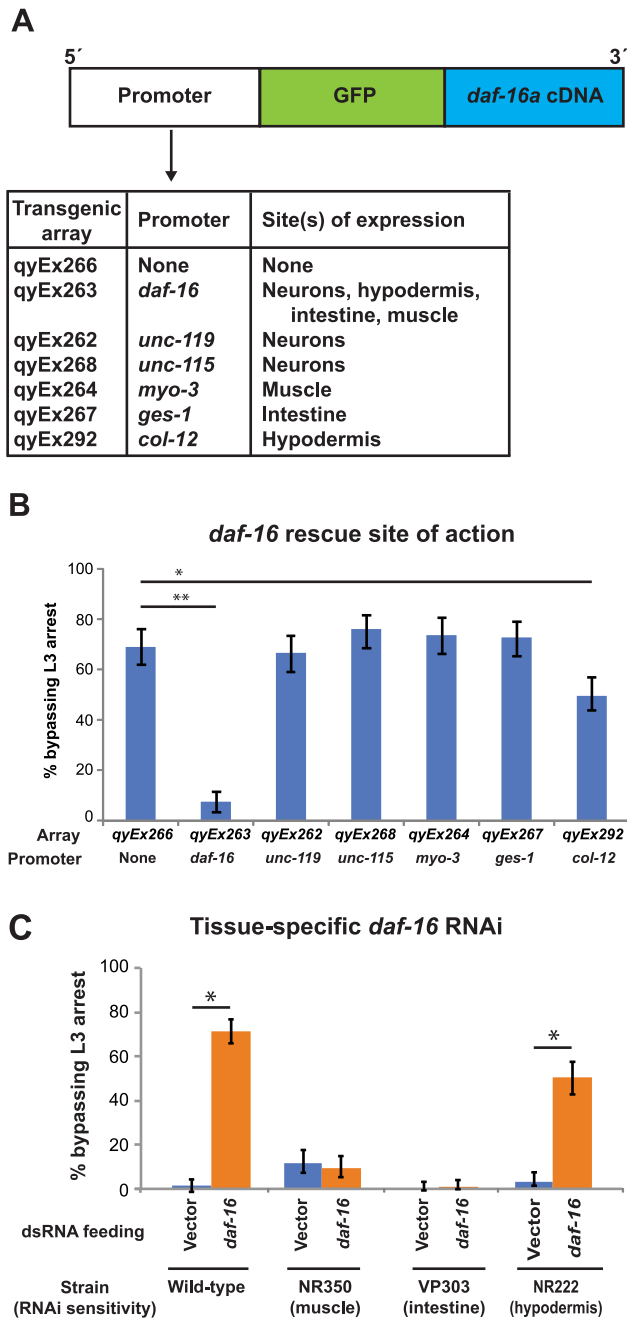 A
5´ 3´
Promoter GFP daf-16a cDNA
Transgenic array Promoter Site(s) of expression
qyEx266 None None
qyEx263 daf-16 Neurons, hypodermis,
intestine, muscle
qyEx262 unc-119 Neurons
qyEx268 unc-115 Neurons
qyEx264 myo-3 Muscle
qyEx267 ges-1 Intestine
qyEx292 col-12 Hypodermis
B
daf-16 rescue site of action
% bypassing L3 arrest
100
80
60
40
20
0
*
**
Array qyEx266 qyEx263 qyEx262 qyEx268 qyEx264 qyEx267 qyEx292
Promoter None daf-16 unc-119 unc-115 myo-3 ges-1 col-12
C
Tissue-specific daf-16 RNAi
% bypassing L3 arrest
100
80
60
40
20
0
* *
dsRNA feeding Vector daf-16 Vector daf-16 Vector daf-16 Vector daf-16
Strain Wild-type NR350 VP303 NR222
(RNAi sensitivity) (muscle) (intestine) (hypodermis)